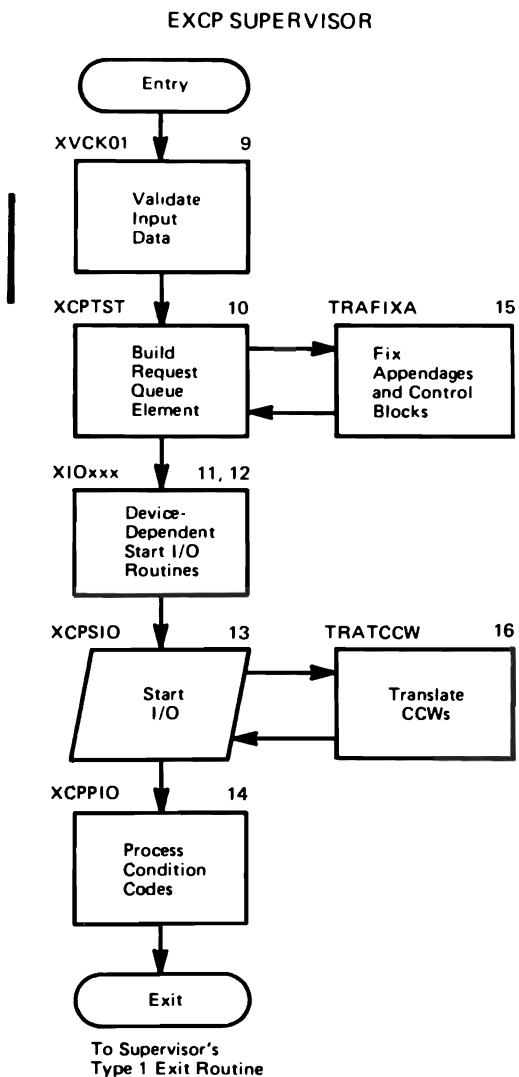 EXCP SUPERVISOR
Entry
XVCK01 9
Validate
Input
Data
XCPTST 10
Build
Request
Queue
Element
TRAFIXA 15
Fix
Appendages
and Control
Blocks
XIOxxx 11, 12
Device-
Dependent
Start I/O
Routines
XCPSIO 13
Start
I/O
TRATCCW 16
Translate
CCWs
XCPPIO 14
Process
Condition
Codes
Exit
To Supervisor's
Type 1 Exit Routine